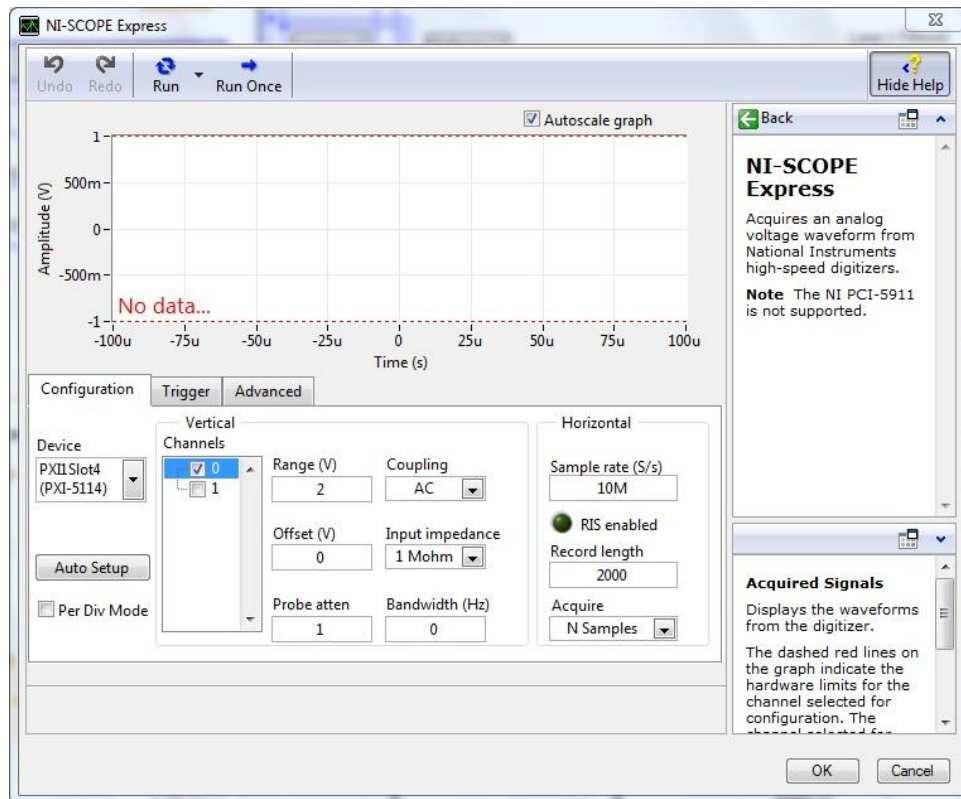 NI-SCOPE Express
Undo Redo Run Run Once Hide Help
Autoscale graph
Amplitude (V)
1
500m
0
-500m
-1
No data...
-100u -75u -50u -25u 0 25u 50u 75u 100u
Time (s)
Configuration Trigger Advanced
Device
PXI1Slot4
(PXI-5114)
Auto Setup
Per Div Mode
Vertical
Channels
0
1
Range (V)
2
Coupling
AC
Offset (V)
0
Input impedance
1 Mohm
Probe atten
1
Bandwidth (Hz)
0
Horizontal
Sample rate (S/s)
10M
RIS enabled
Record length
2000
Acquire
N Samples
Back
NI-SCOPE
Express
Acquires an analog
voltage waveform from
National Instruments
high-speed digitizers.
Note The NI PCI-5911
is not supported.
Acquired Signals
Displays the waveforms
from the digitizer.
The dashed red lines on
the graph indicate the
hardware limits for the
channel selected for
configuration. The
OK Cancel